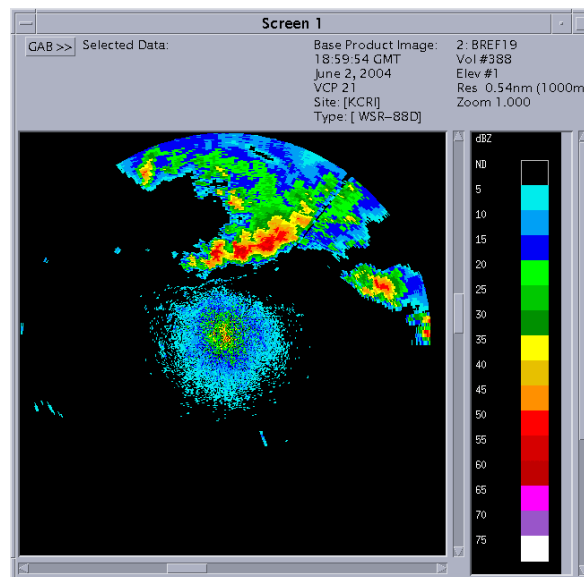 Screen 1
GAB >> Selected Data:
Base Product Image:
18:59:54 GMT
June 2, 2004
VCP 21
Site: [KCRI]
Type: [ WSR-88D]
2: BREF19
Vol #388
Elev #1
Res 0.54nm (1000m
Zoom 1.000
dBZ
ND
5
10
15
20
25
30
35
40
45
50
55
60
65
70
75